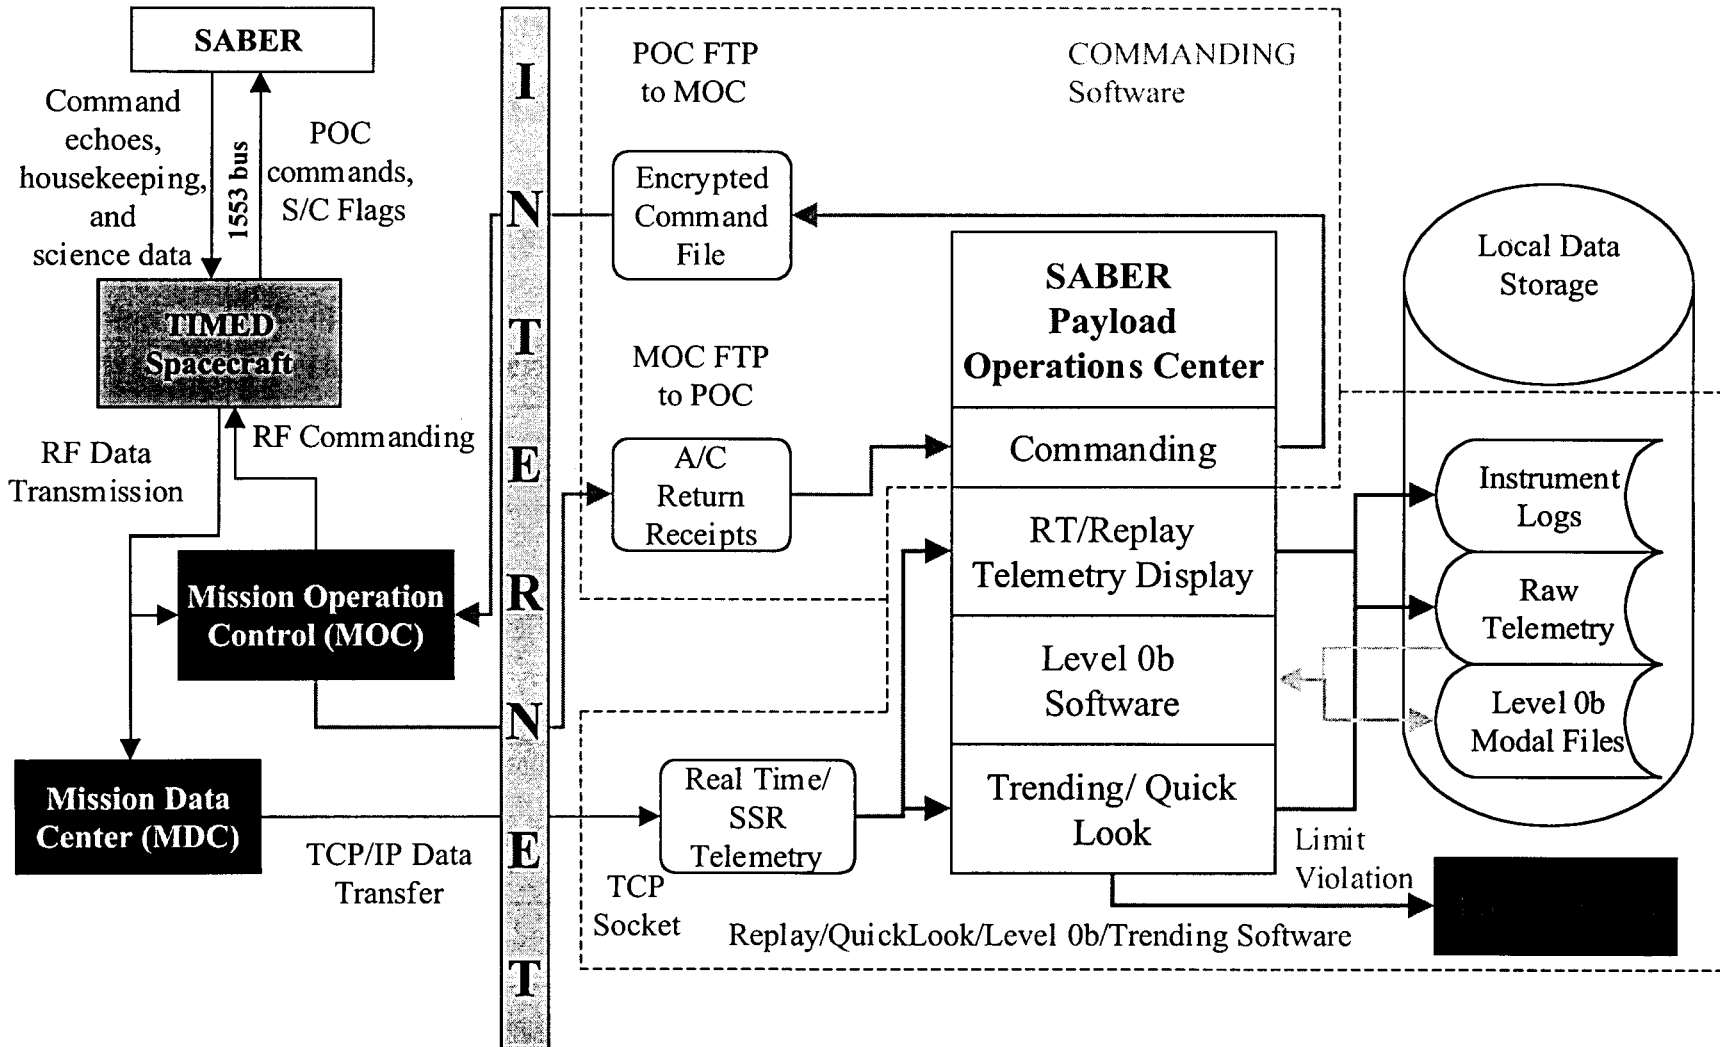 SABER
Command
echoes,
housekeeping,
and
science data
1553 bus
POC
commands,
S/C Flags
TIMED
Spacecraft
RF Data
Transmission
RF Commanding
Mission Operation
Control (MOC)
Mission Data
Center (MDC)
TCP/IP Data
Transfer
I
N
T
E
R
N
E
T
POC FTP
to MOC
COMMANDING
Software
Encrypted
Command
File
MOC FTP
to POC
A/C
Return
Receipts
Real Time/
SSR
Telemetry
TCP
Socket
SABER
Payload
Operations Center
Commanding
RT/Replay
Telemetry Display
Level 0b
Software
Trending/ Quick
Look
Local Data
Storage
Instrument
Logs
Raw
Telemetry
Level 0b
Modal Files
Limit
Violation
Replay/QuickLook/Level 0b/Trending Software